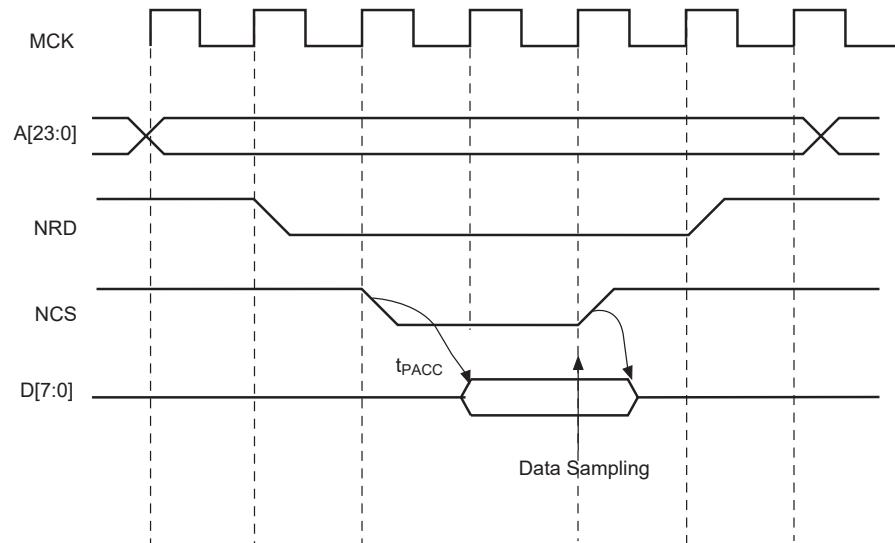 MCK
A[23:0]
NRD
NCS
tPACC
D[7:0]
Data Sampling